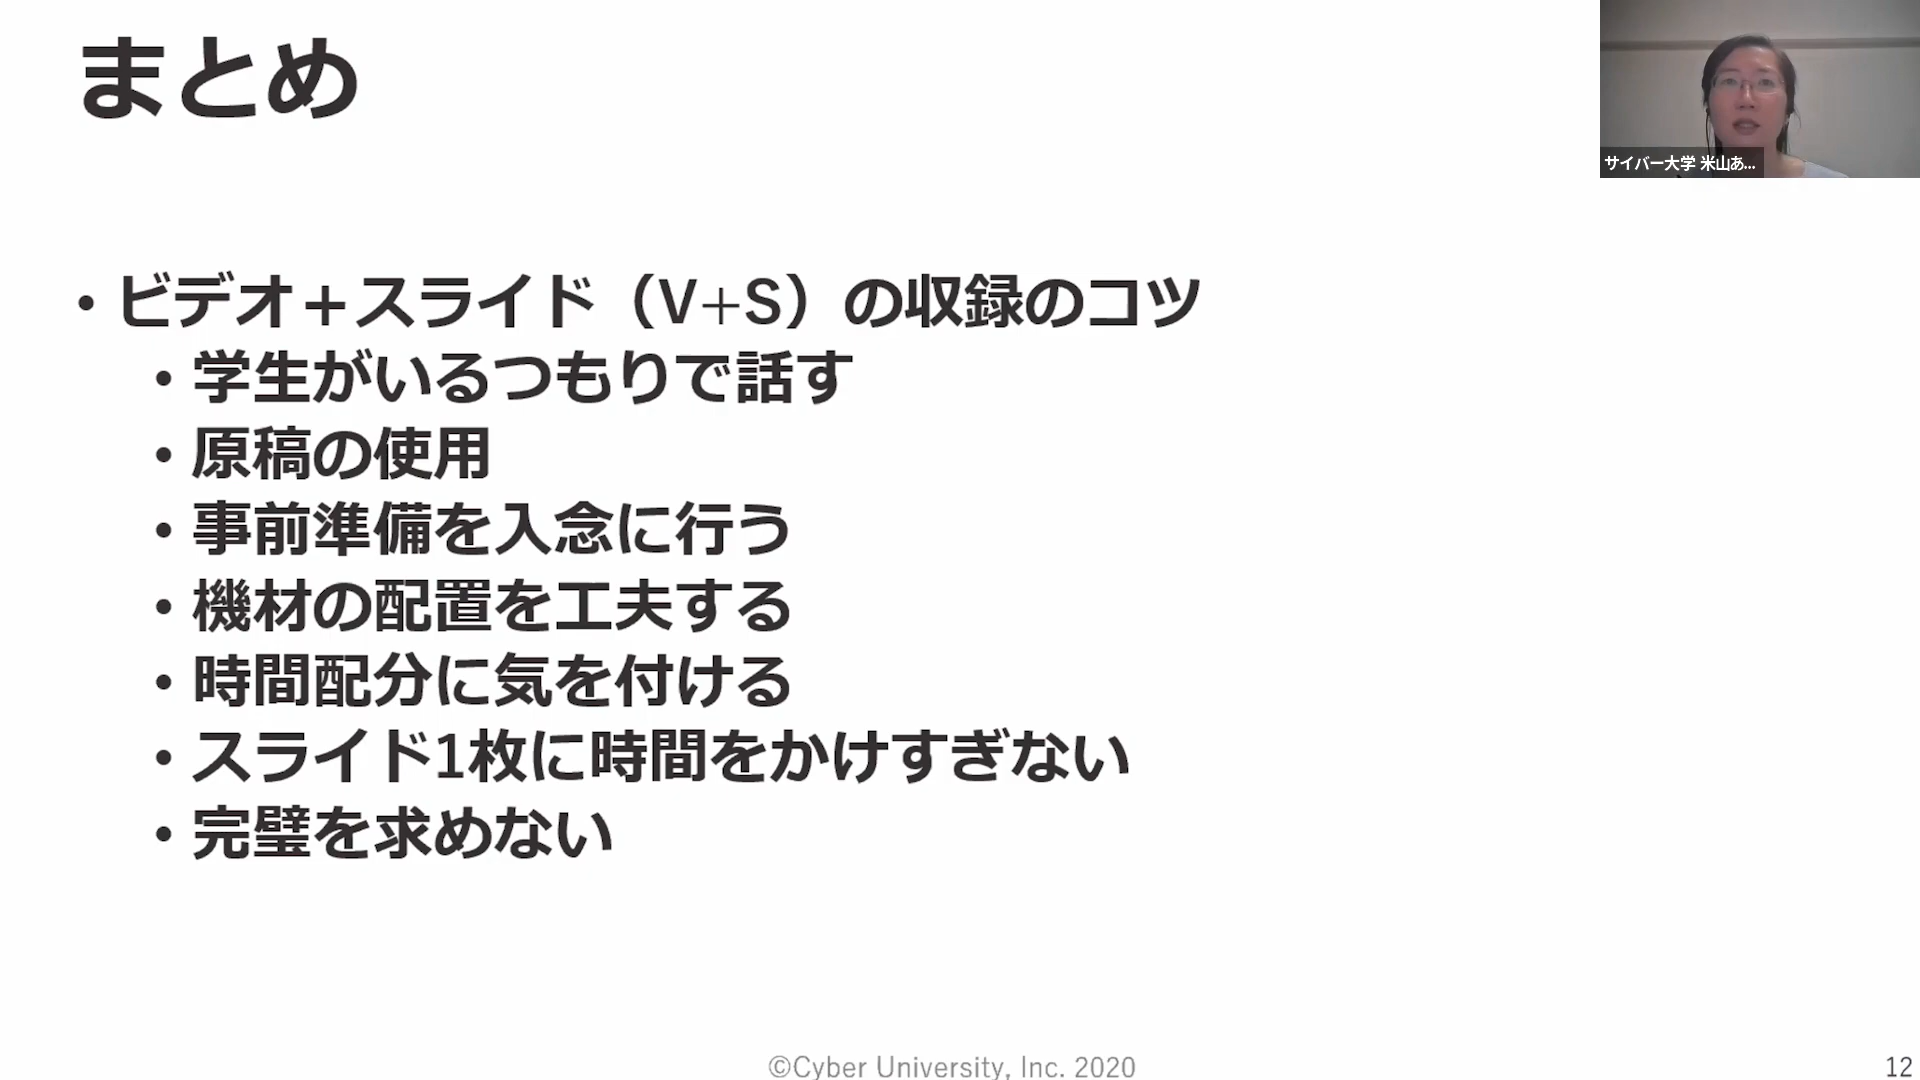 まとめ
サイバー大学 米山あ...
・ビデオ＋スライド（V+S）の収録のコツ
・学生がいるつもりで話す
・原稿の使用
・事前準備を入念に行う
・機材の配置を工夫する
・時間配分に気を付ける
・スライド1枚に時間をかけすぎない
・完璧を求めない
©Cyber University, Inc. 2020
12